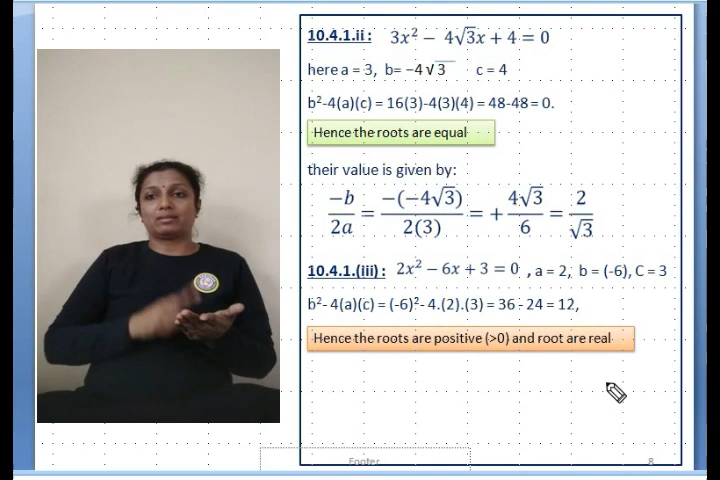 10.4.1.ii : 3x² − 4√3x + 4 = 0
here a = 3, b= −4√3 c = 4
b²-4(a)(c) = 16(3)-4(3)(4) = 48-48 = 0.
Hence the roots are equal
their value is given by:
−b/2a = −(−4√3)/2(3) = + 4√3/6 = 2/√3
10.4.1.(iii) : 2x² − 6x + 3 = 0 , a = 2, b = (-6), C = 3
b²- 4(a)(c) = (-6)²- 4.(2).(3) = 36 - 24 = 12,
Hence the roots are positive (>0) and root are real
Footer 8